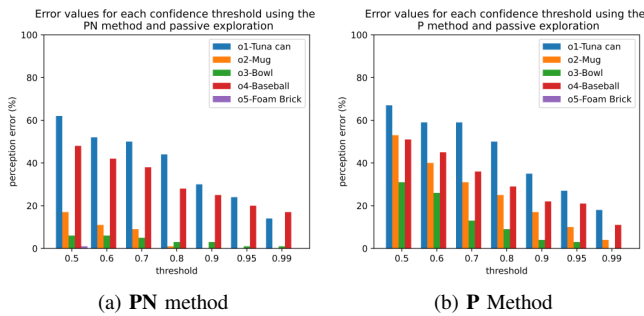 Error values for each confidence threshold using the
PN method and passive exploration
100
80
60
40
20
0
perception error (%)
o1-Tuna can
o2-Mug
o3-Bowl
o4-Baseball
o5-Foam Brick
0.5 0.6 0.7 0.8 0.9 0.95 0.99
threshold
(a) PN method
Error values for each confidence threshold using the
P method and passive exploration
100
80
60
40
20
0
perception error (%)
o1-Tuna can
o2-Mug
o3-Bowl
o4-Baseball
o5-Foam Brick
0.5 0.6 0.7 0.8 0.9 0.95 0.99
threshold
(b) P Method